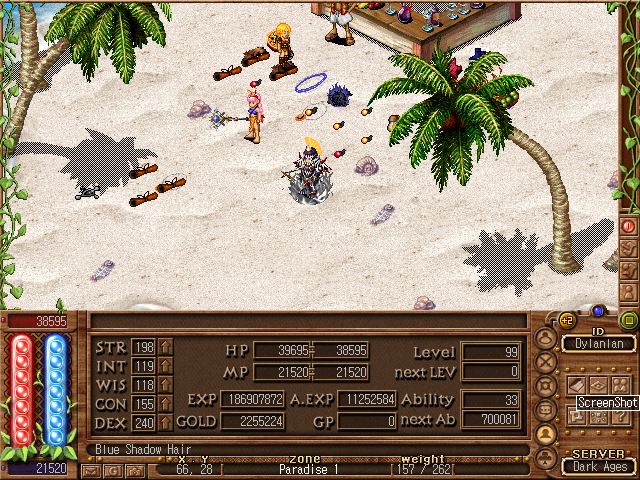 38595
+2
ID
Dylanlan
STR 198
INT 119
WIS 118
CON 155
DEX 240
HP 39695 38595
MP 21520 21520
EXP 186907872 A.EXP 11252584
GOLD 2255224 GP 0
Level 99
next LEV 0
Ability 33
next Ab 700081
ScreenShot
Blue Shadow Hair
X . Y zone weight
66, 28 Paradise 1 157 / 262
21520
SERVER
Dark Ages